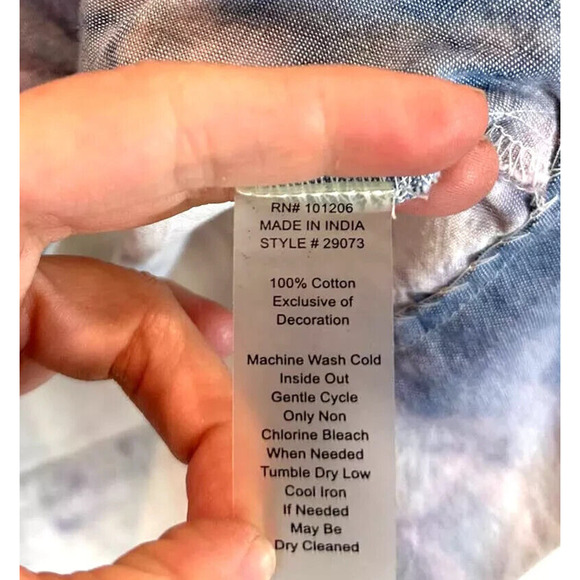 RN# 101206
MADE IN INDIA
STYLE # 29073
100% Cotton
Exclusive of
Decoration
Machine Wash Cold
Inside Out
Gentle Cycle
Only Non
Chlorine Bleach
When Needed
Tumble Dry Low
Cool Iron
If Needed
May Be
Dry Cleaned